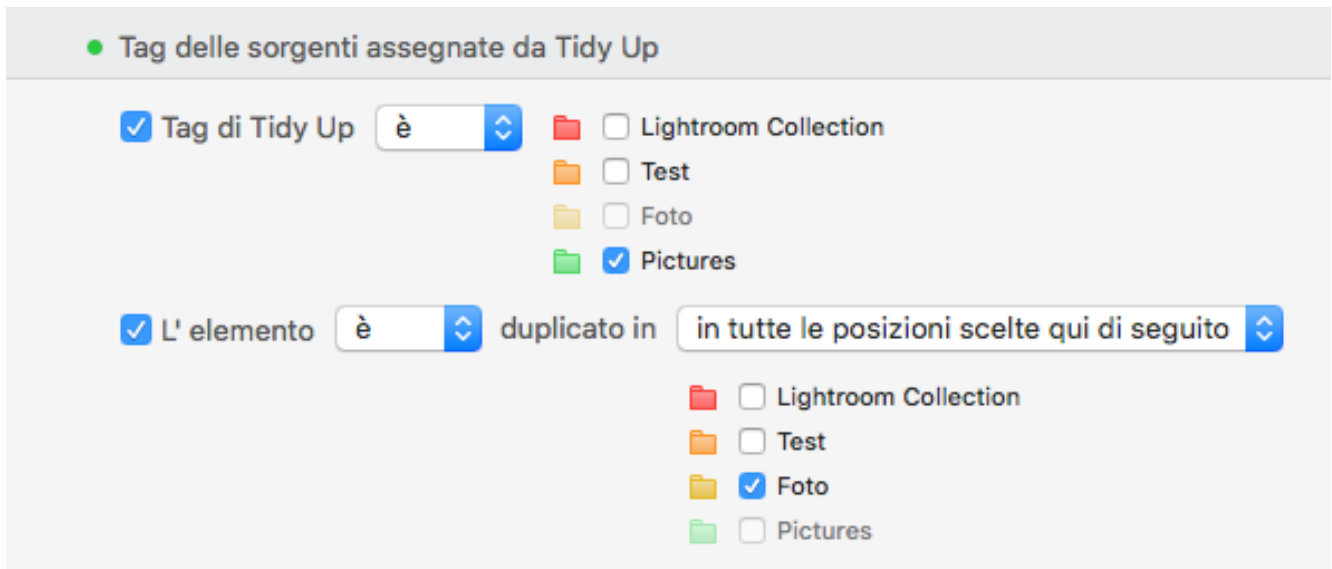 Tag delle sorgenti assegnate da Tidy Up
Tag di Tidy Up è Lightroom Collection
Test
Foto
Pictures
L' elemento è duplicato in in tutte le posizioni scelte qui di seguito
Lightroom Collection
Test
Foto
Pictures